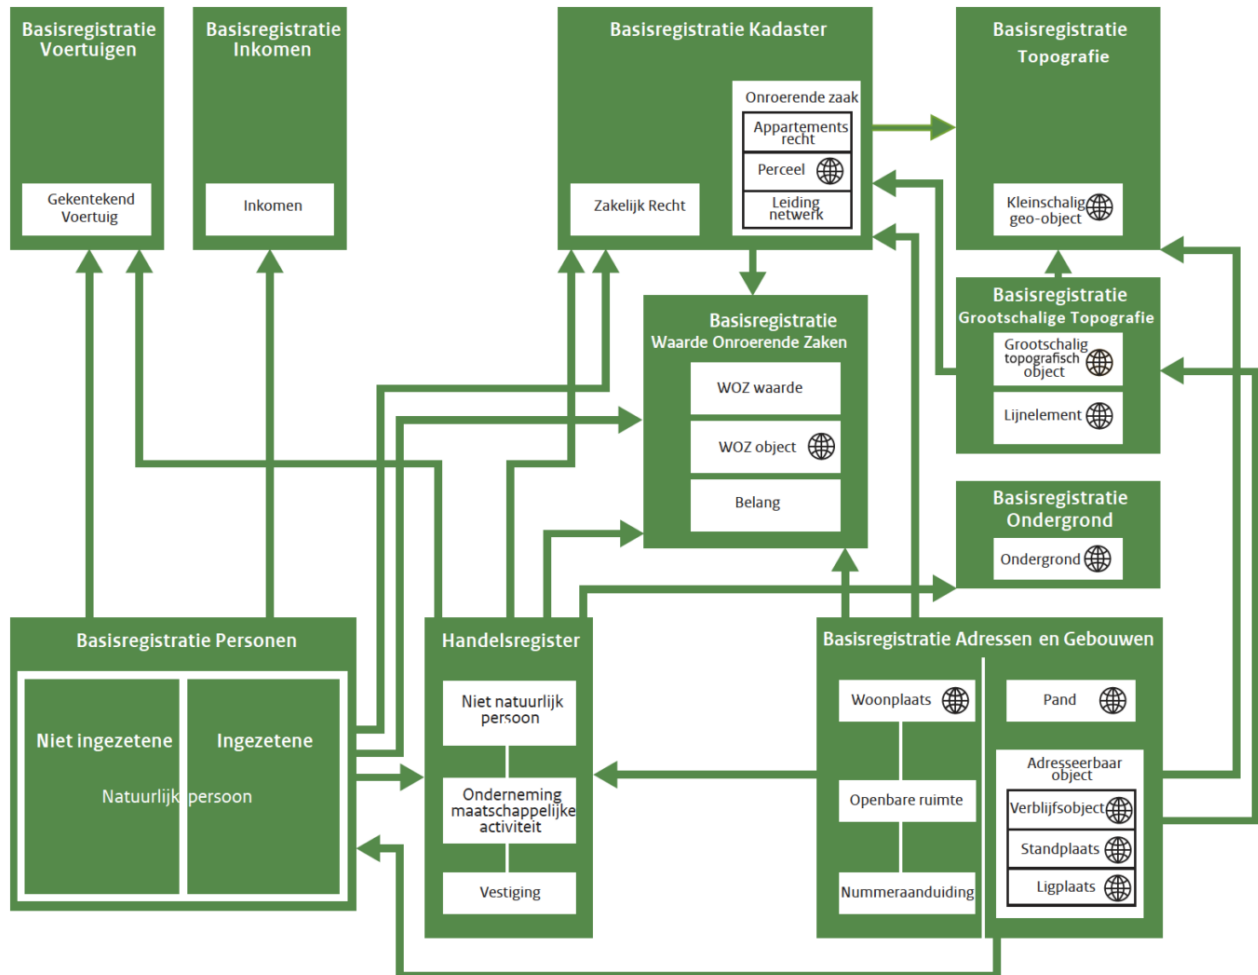 Basisregistratie
Voertuigen
Gekentekend
Voertuig
Basisregistratie
Inkomen
Inkomen
Basisregistratie Kadaster
Zakelijk Recht
Onroerende zaak
Appartements
recht
Perceel
Leiding
netwerk
Basisregistratie
Topografie
Kleinschalig
geo-object
Basisregistratie
Waarde Onroerende Zaken
WOZ waarde
WOZ object
Belang
Basisregistratie
Grootschalige Topografie
Grootschalig
topografisch
object
Lijnelement
Basisregistratie
Ondergrond
Ondergrond
Basisregistratie Personen
Niet ingezetene
Ingezetene
Natuurlijk persoon
Handelsregister
Niet natuurlijk
persoon
Onderneming
maatschappelijke
activiteit
Vestiging
Basisregistratie Adressen en Gebouwen
Woonplaats
Openbare ruimte
Nummeraanduiding
Pand
Adresseerbaar
object
Verblijfsobject
Standplaats
Ligplaats